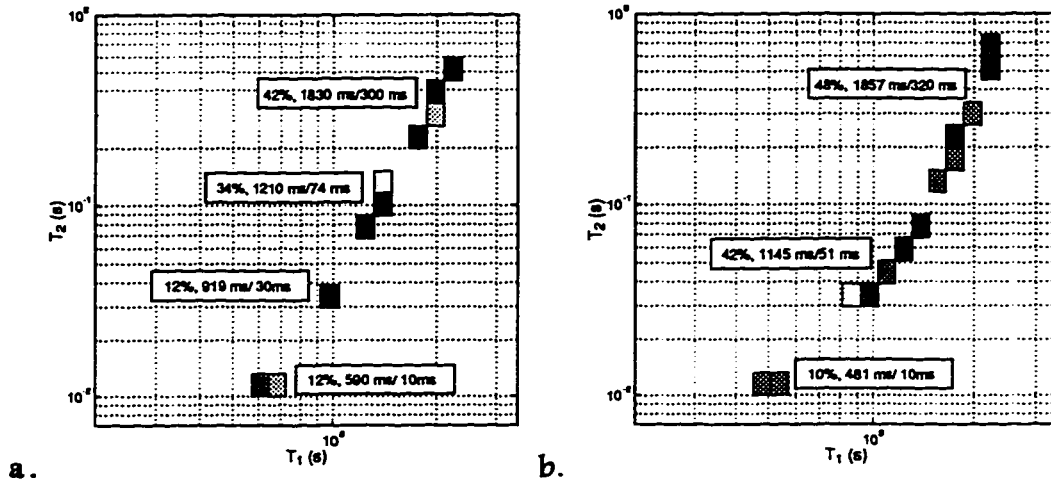 10⁰
42%, 1830 ms/300 ms
34%, 1210 ms/74 ms
10⁻¹
T₂ (s)
12%, 919 ms/ 30ms
12%, 590 ms/ 10ms
10⁻²
10⁰
T₁ (s)
a.
10⁰
48%, 1857 ms/320 ms
10⁻¹
T₂ (s)
42%, 1145 ms/51 ms
10%, 481 ms/ 10ms
10⁻²
10⁰
T₁ (s)
b.